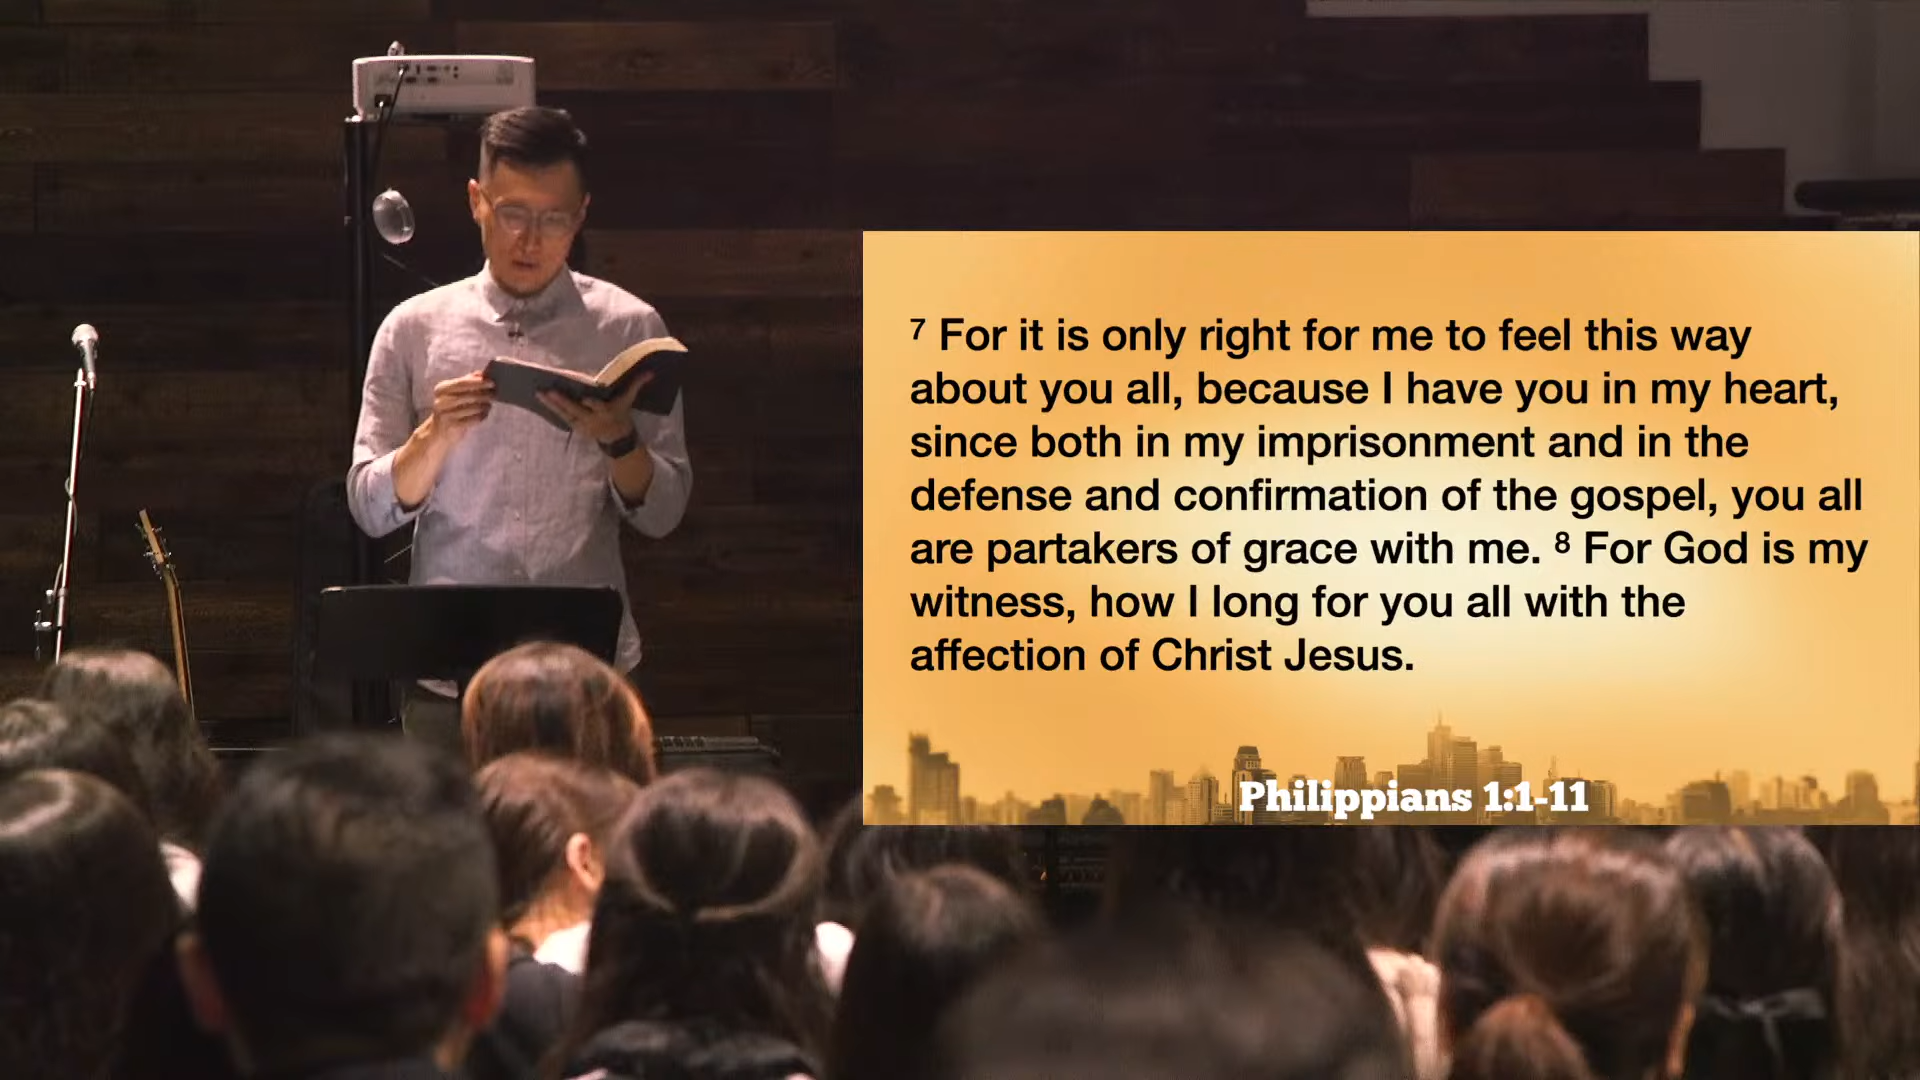 ⁷ For it is only right for me to feel this way
about you all, because I have you in my heart,
since both in my imprisonment and in the
defense and confirmation of the gospel, you all
are partakers of grace with me. ⁸ For God is my
witness, how I long for you all with the
affection of Christ Jesus.
Philippians 1:1-11